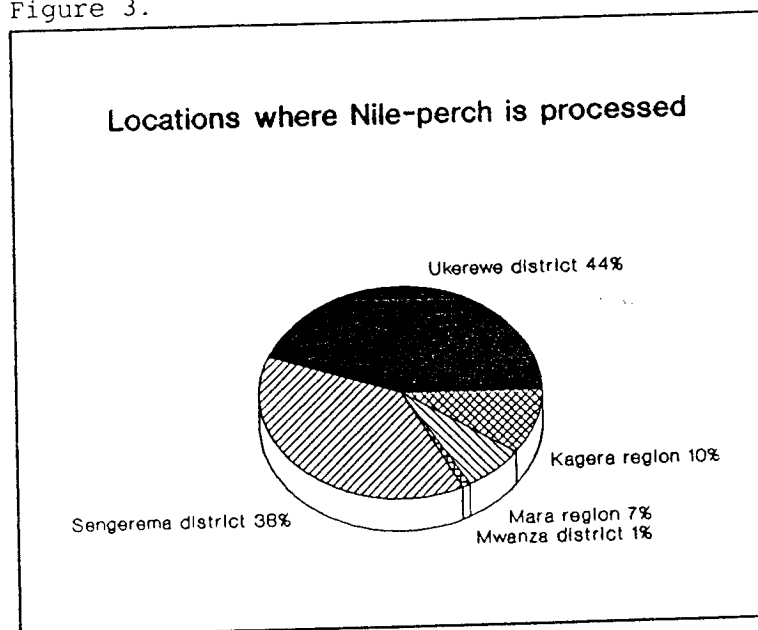 Figure 3.
Locations where Nile-perch is processed
Ukerewe district 44%
Kagera region 10%
Mara region 7%
Mwanza district 1%
Sengerema district 38%